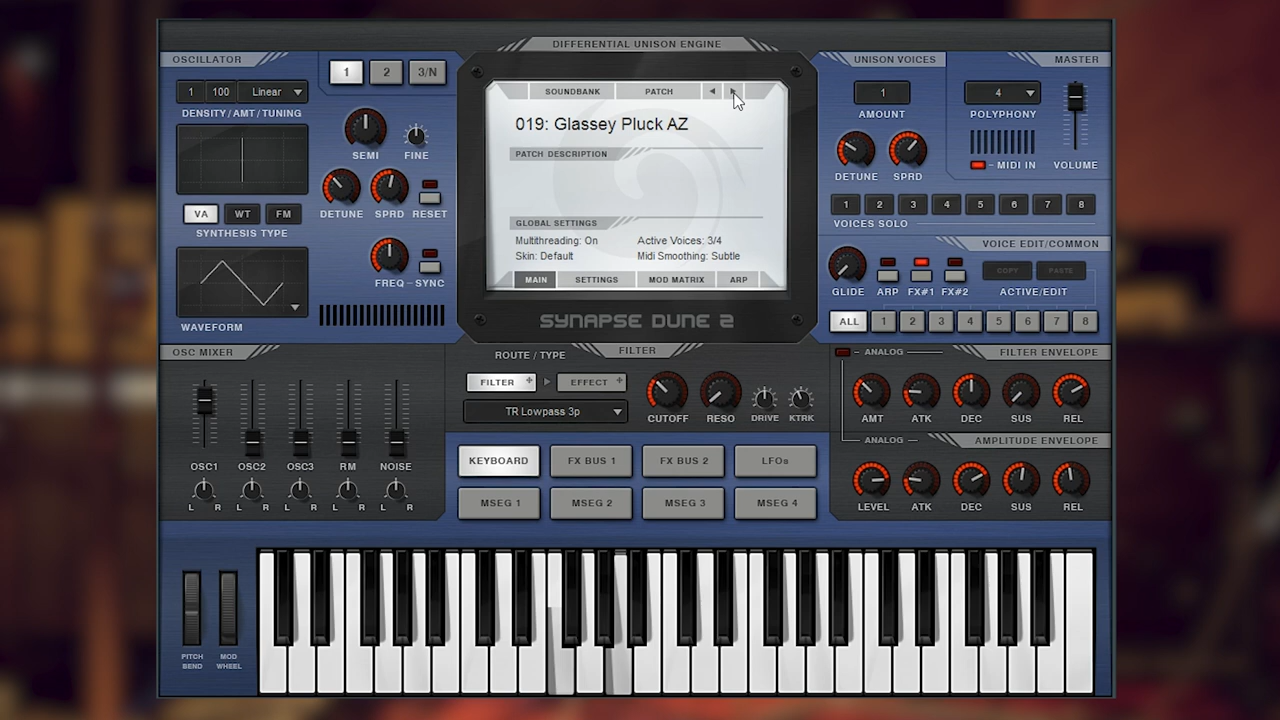 DIFFERENTIAL UNISON ENGINE
OSCILLATOR
1 2 3/N
1 100 Linear
DENSITY/AMT/TUNING
SEMI FINE
DETUNE SPRD RESET
VA WT FM
SYNTHESIS TYPE
FREQ SYNC
WAVEFORM
SOUNDBANK PATCH
019: Glassey Pluck AZ
PATCH DESCRIPTION
GLOBAL SETTINGS
Multithreading: On Active Voices: 3/4
Skin: Default Midi Smoothing: Subtle
MAIN SETTINGS MOD MATRIX ARP
SYNAPSE DUNE 2
UNISON VOICES MASTER
1 4
AMOUNT POLYPHONY
MIDI IN VOLUME
DETUNE SPRD
1 2 3 4 5 6 7 8
VOICES SOLO
VOICE EDIT/COMMON
COPY PASTE
GLIDE ARP FX#1 FX#2 ACTIVE/EDIT
ALL 1 2 3 4 5 6 7 8
OSC MIXER
OSC1 OSC2 OSC3 RM NOISE
L R L R L R L R L R
ROUTE / TYPE FILTER
FILTER + EFFECT +
TR Lowpass 3p
CUTOFF RESO DRIVE KTRK
ANALOG FILTER ENVELOPE
AMT ATK DEC SUS REL
ANALOG AMPLITUDE ENVELOPE
LEVEL ATK DEC SUS REL
KEYBOARD FX BUS 1 FX BUS 2 LFOs
MSEG 1 MSEG 2 MSEG 3 MSEG 4
PITCH BEND
MOD WHEEL